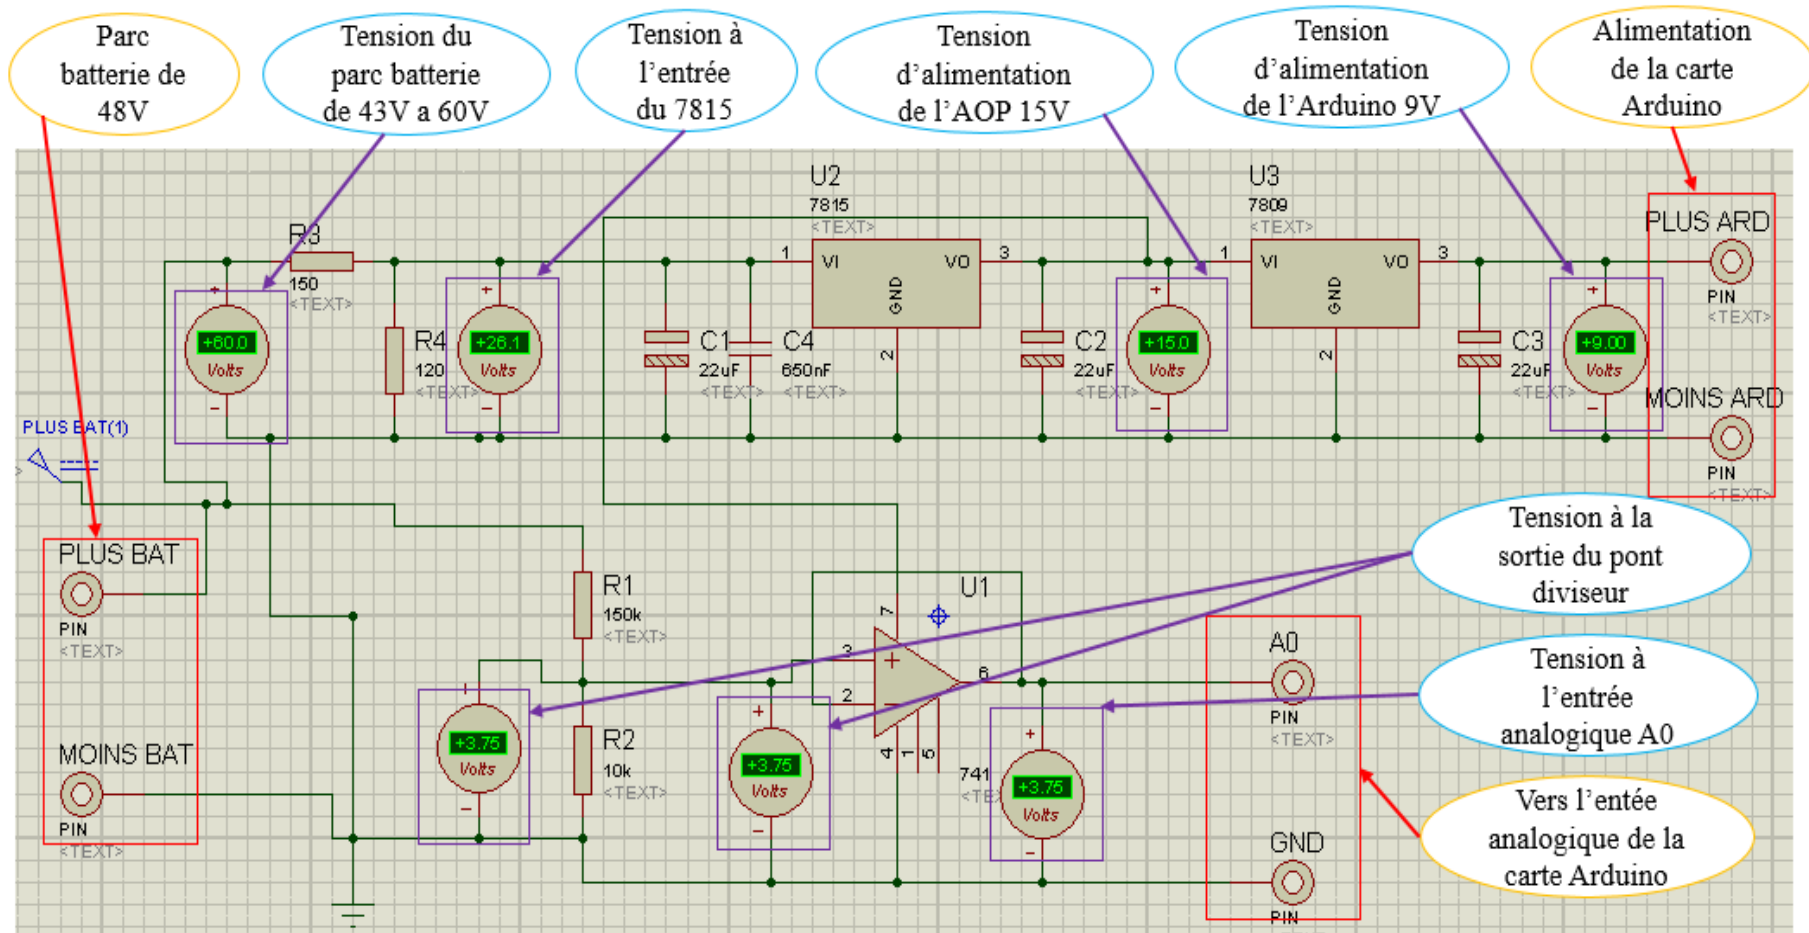 Parc
batterie de
48V
Tension du
parc batterie
de 43V a 60V
Tension à
l'entrée
du 7815
Tension
d'alimentation
de l'AOP 15V
Tension
d'alimentation
de l'Arduino 9V
Alimentation
de la carte
Arduino
U2
7815
<TEXT>
U3
7809
<TEXT>
R3
150
<TEXT>
1
VI
VO
3
GND
2
1
VI
VO
3
GND
2
PLUS ARD
PIN
<TEXT>
+60.0
Volts
R4
120
<TEXT>
+26.1
Volts
C1
22uF
<TEXT>
C4
650nF
<TEXT>
C2
22uF
<TEXT>
+15.0
Volts
C3
22uF
<TEXT>
+9.00
Volts
MOINS ARD
PIN
<TEXT>
PLUS BAT(1)
PLUS BAT
PIN
<TEXT>
MOINS BAT
PIN
<TEXT>
R1
150k
<TEXT>
R2
10k
<TEXT>
+3.75
Volts
+3.75
Volts
U1
7
3
2
6
4
1
5
741
+3.75
Volts
A0
PIN
<TEXT>
GND
PIN
Tension à la
sortie du pont
diviseur
Tension à
l'entrée
analogique A0
Vers l'entée
analogique de la
carte Arduino